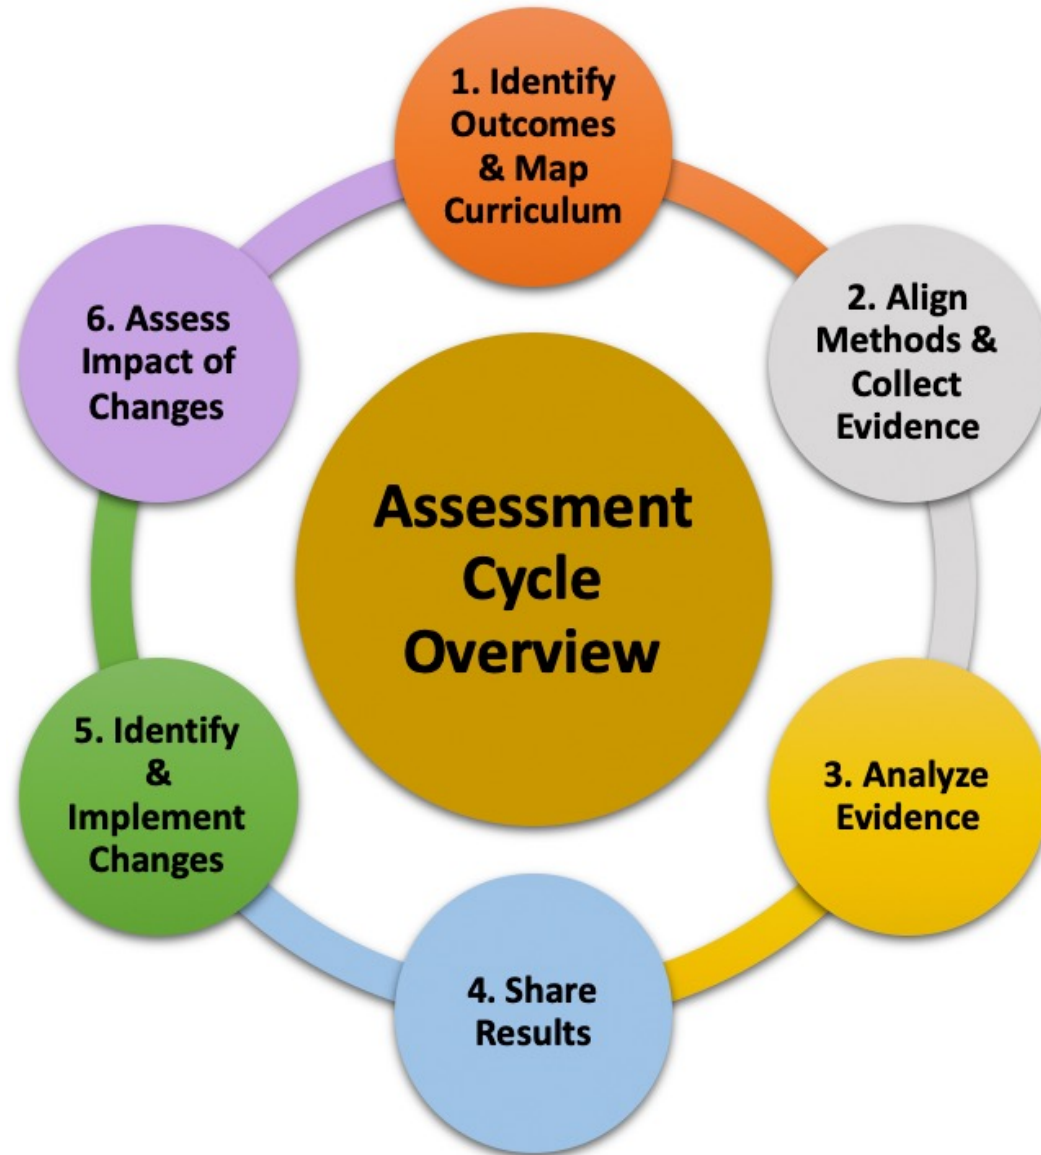 1. Identify
Outcomes
& Map
Curriculum
2. Align
Methods &
Collect
Evidence
3. Analyze
Evidence
4. Share
Results
5. Identify
&
Implement
Changes
6. Assess
Impact of
Changes
Assessment
Cycle
Overview